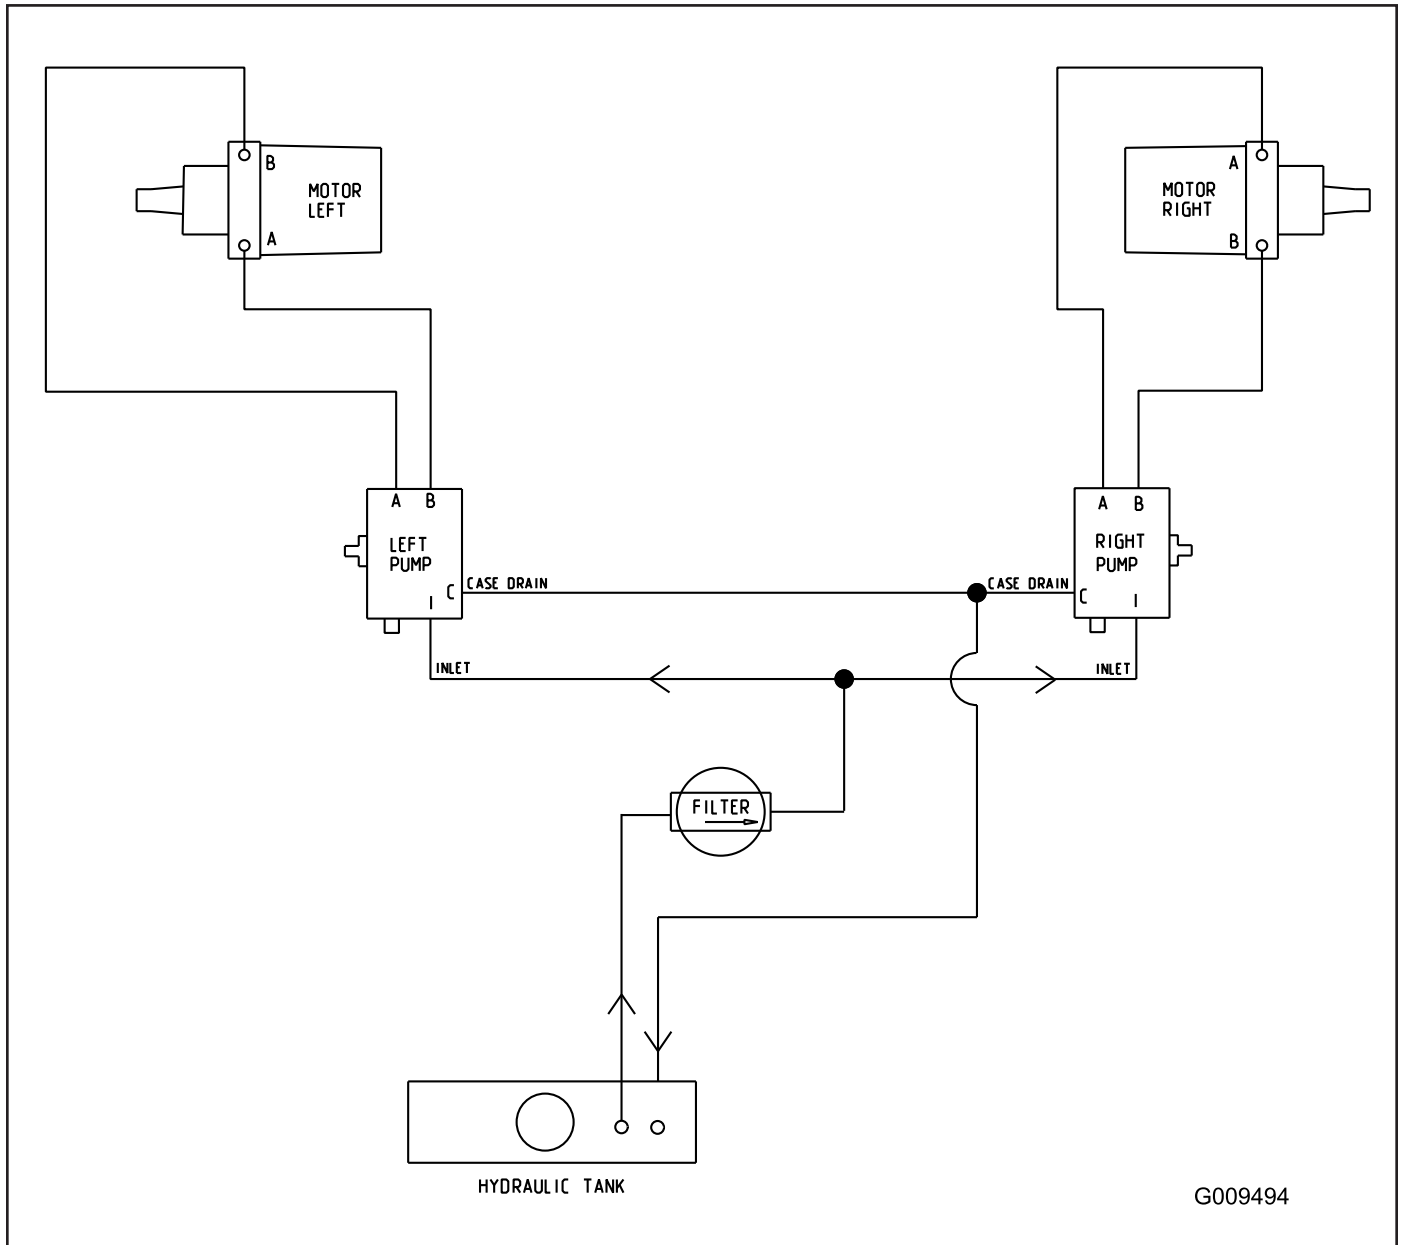 B
MOTOR
LEFT
A
A
MOTOR
RIGHT
B
A B
LEFT
PUMP
C
I
CASE DRAIN
INLET
A B
RIGHT
PUMP
CASE DRAIN
C
I
INLET
FILTER
HYDRAULIC TANK
G009494